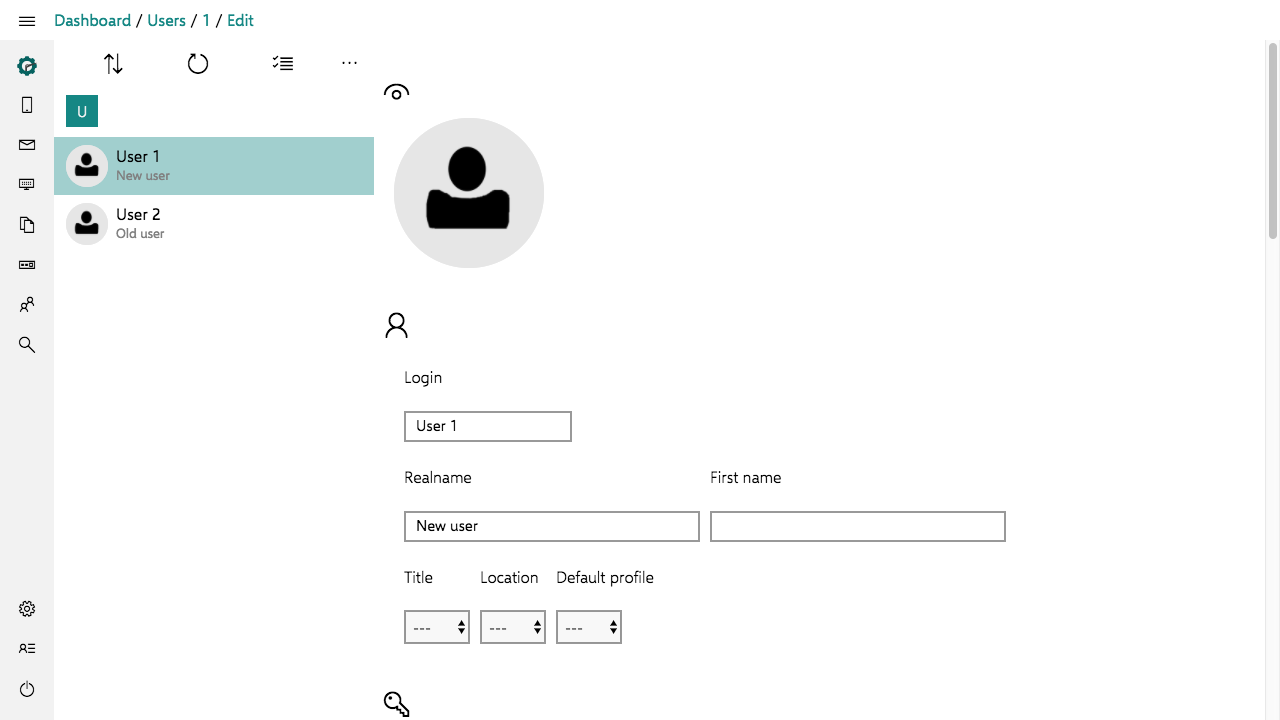 Dashboard / Users / 1 / Edit
...
U
User 1
New user
User 2
Old user
Login
User 1
Realname First name
New user
Title Location Default profile
--- --- ---